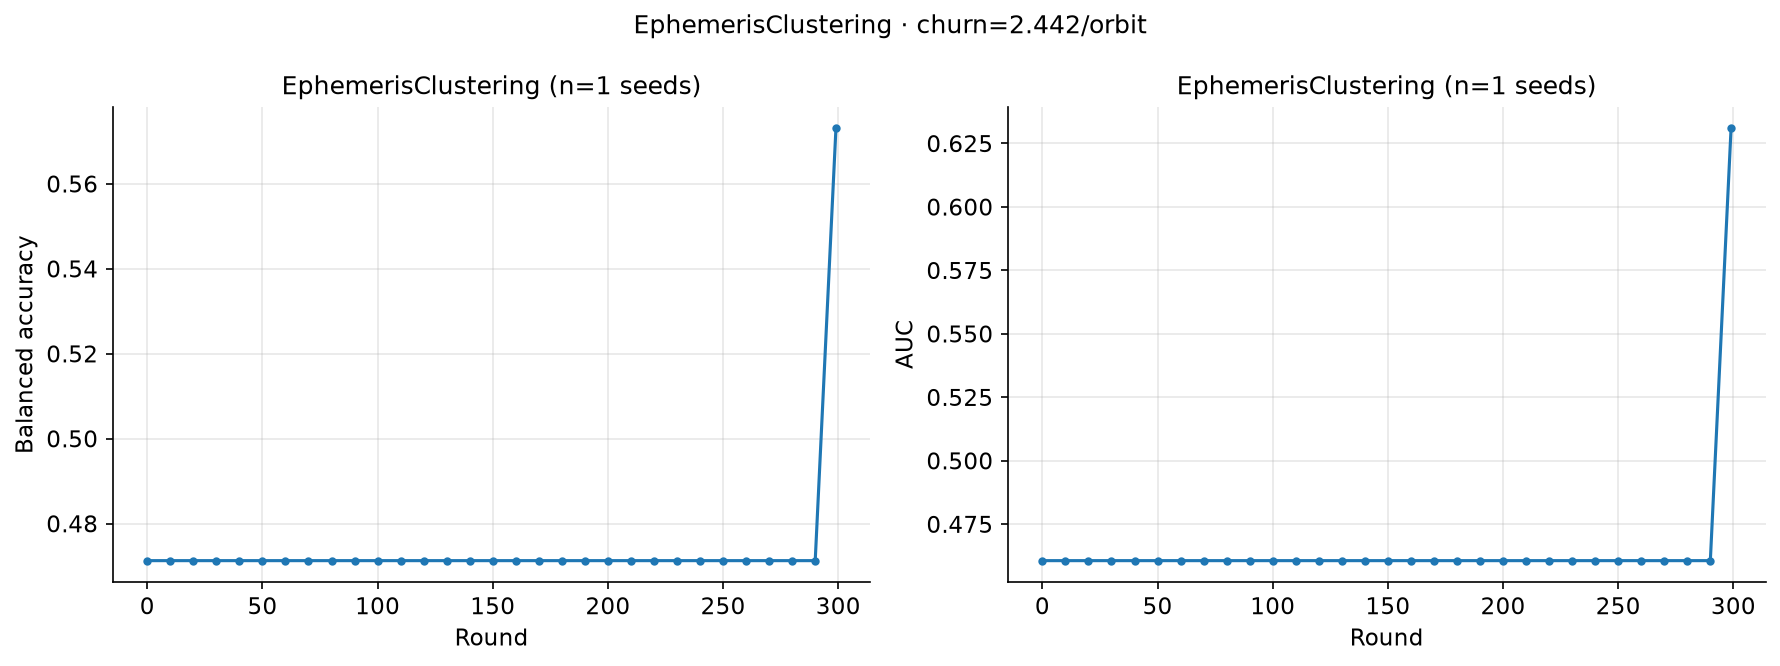 EphemerisClustering · churn=2.442/orbit
EphemerisClustering (n=1 seeds)
Balanced accuracy
0.56
0.54
0.52
0.50
0.48
0 50 100 150 200 250 300
Round
EphemerisClustering (n=1 seeds)
AUC
0.625
0.600
0.575
0.550
0.525
0.500
0.475
0 50 100 150 200 250 300
Round